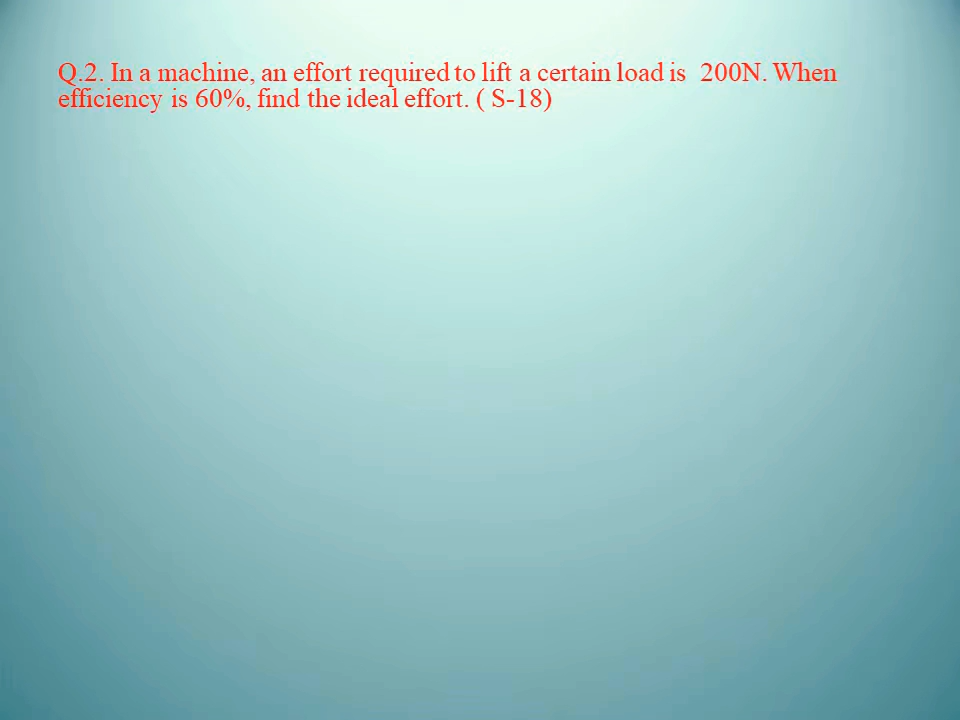 Q.2. In a machine, an effort required to lift a certain load is  200N. When
efficiency is 60%, find the ideal effort. ( S-18)